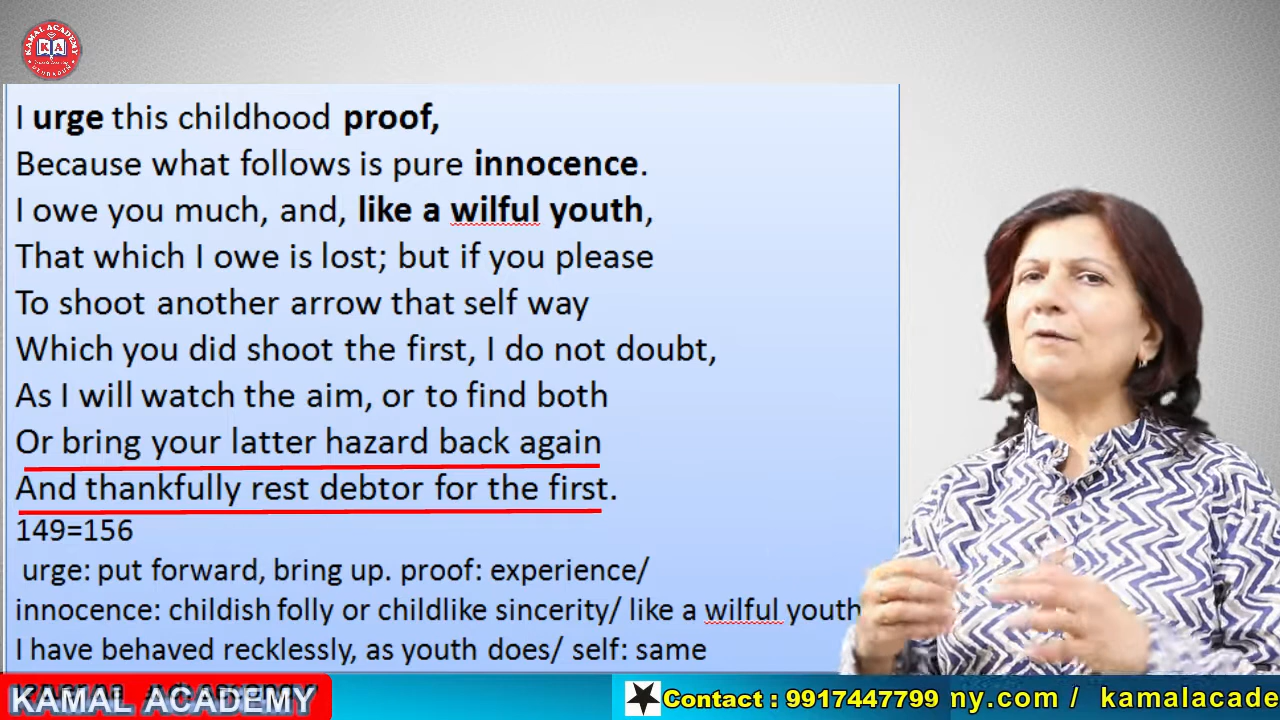 KAMAL ACADEMY
KA
I urge this childhood proof,
Because what follows is pure innocence.
I owe you much, and, like a wilful youth,
That which I owe is lost; but if you please
To shoot another arrow that self way
Which you did shoot the first, I do not doubt,
As I will watch the aim, or to find both
Or bring your latter hazard back again
And thankfully rest debtor for the first.
149=156
urge: put forward, bring up. proof: experience/
innocence: childish folly or childlike sincerity/ like a wilful youth
I have behaved recklessly, as youth does/ self: same
KAMAL ACADEMY
Contact : 9917447799 ny.com / kamalacade